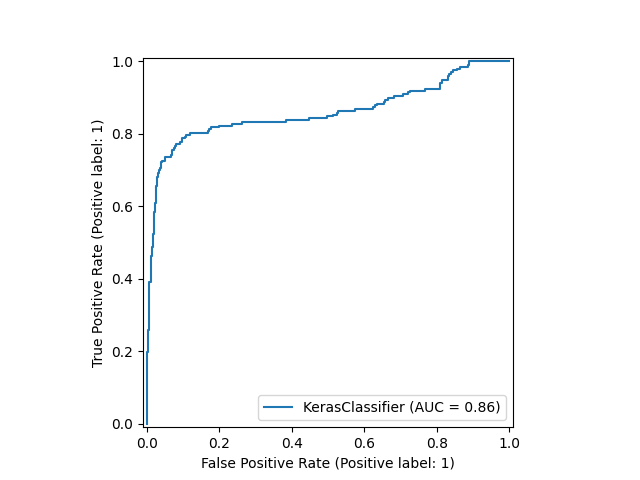 1.0
0.8
0.6
0.4
0.2
0.0
True Positive Rate (Positive label: 1)
KerasClassifier (AUC = 0.86)
0.0 0.2 0.4 0.6 0.8 1.0
False Positive Rate (Positive label: 1)